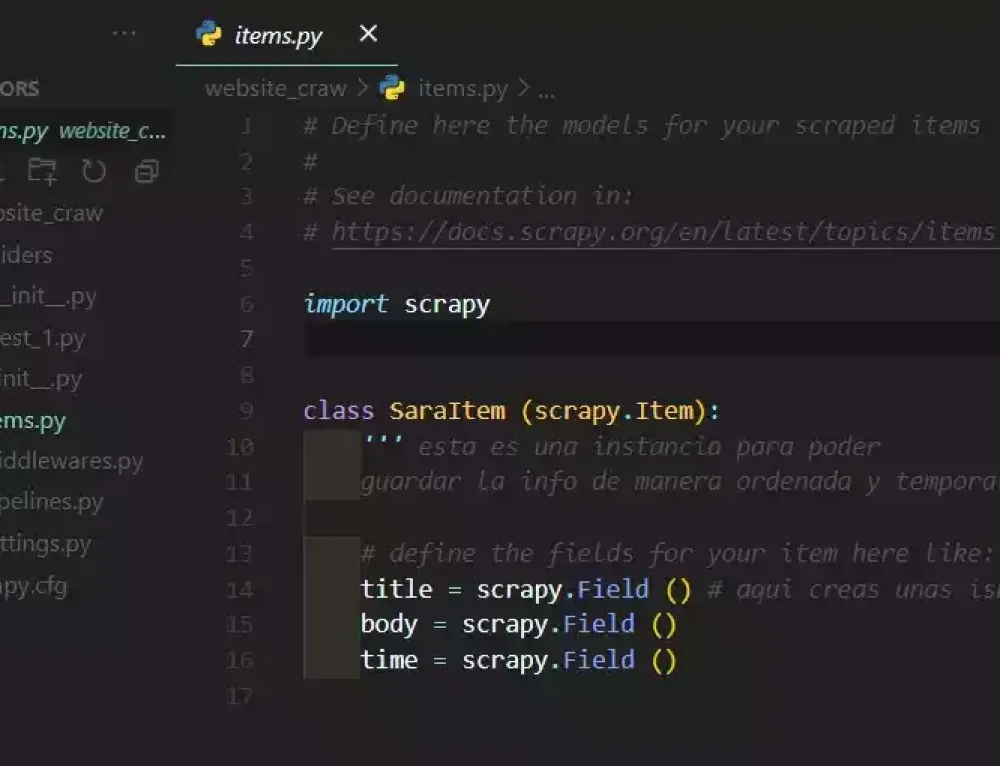 ...
items.py
ORS
website_craw > items.py > ...
ns.py website_c...
osite_craw
iders
_init__.py
est_1.py
init__.py
ems.py
iddlewares.py
pelines.py
ttings.py
apy.cfg
1 # Define here the models for your scraped items
2 #
3 # See documentation in:
4 # https://docs.scrapy.org/en/latest/topics/items
5
6 import scrapy
7
8
9 class SaraItem (scrapy.Item):
10 ''' esta es una instancia para poder
11 guardar la info de manera ordenada y tempora
12
13 # define the fields for your item here like:
14 title = scrapy.Field () # aqui creas unas is
15 body = scrapy.Field ()
16 time = scrapy.Field ()
17